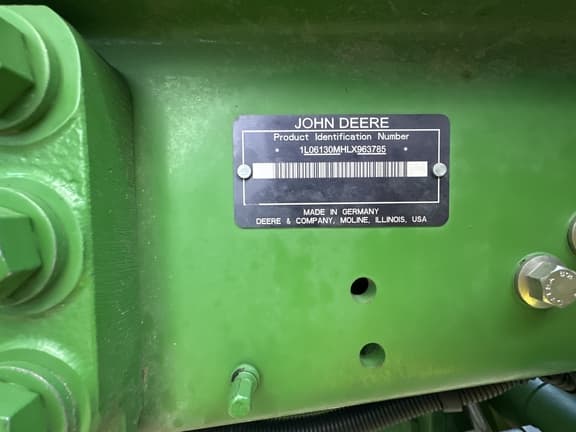 JOHN DEERE
Product Identification Number
* 1L06130MHLX963785 *
MADE IN GERMANY
DEERE & COMPANY, MOLINE, ILLINOIS, USA